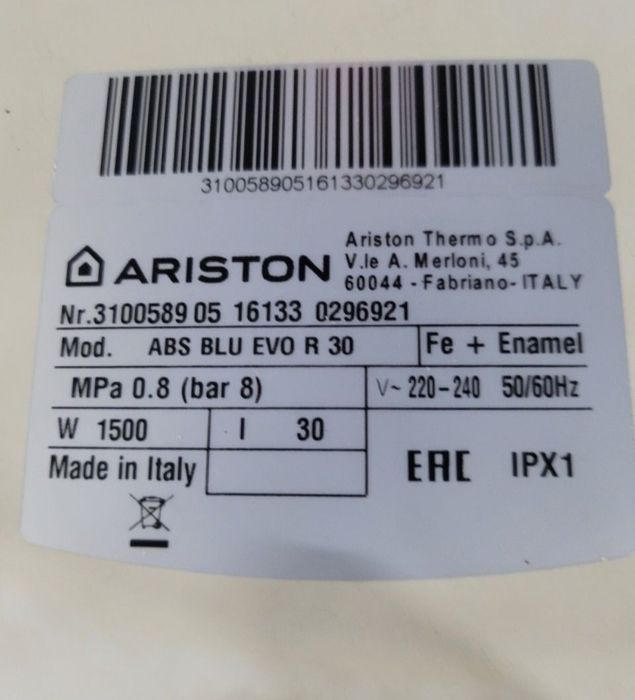 310058905161330296921
ARISTON
Ariston Thermo S.p.A.
V.le A. Merloni, 45
60044 - Fabriano- ITALY
Nr.3100589 05 16133 0296921
Mod. ABS BLU EVO R 30
Fe + Enamel
MPa 0.8 (bar 8)
V~ 220-240 50/60Hz
W 1500
l 30
Made in Italy
EAC IPX1